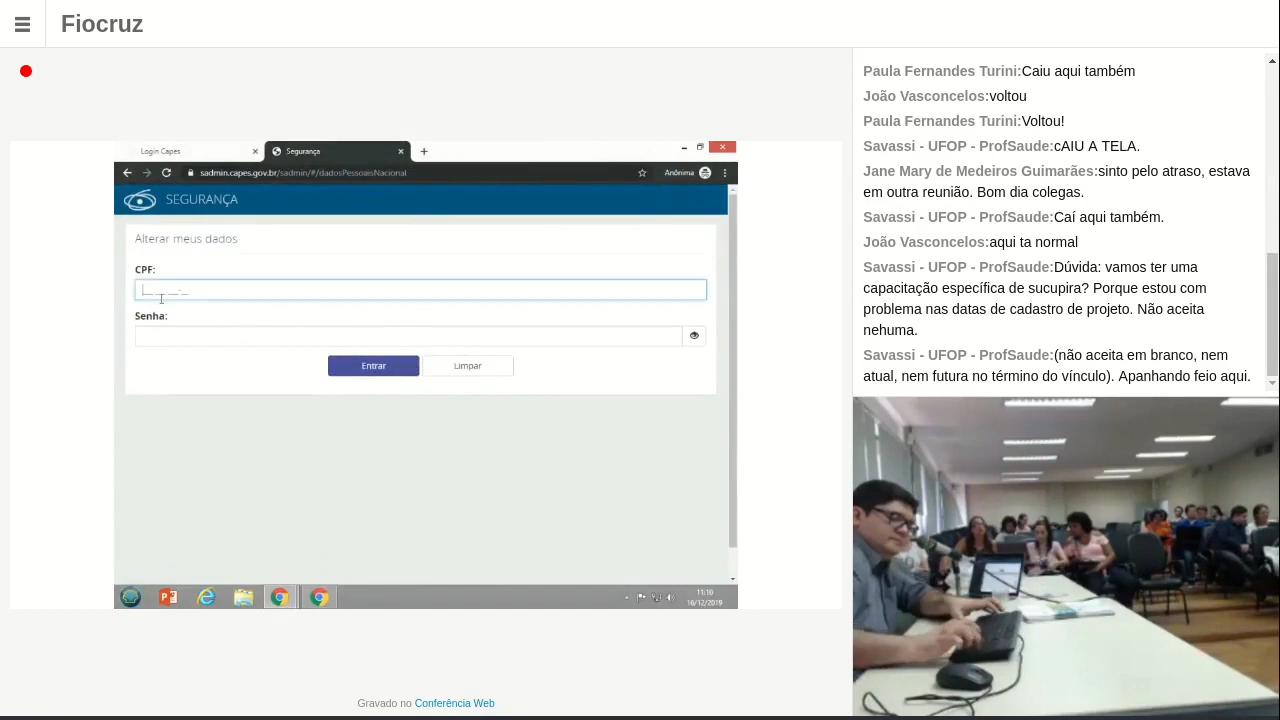 Fiocruz
Login Capes
Segurança
sadmin.capes.gov.br/sadmin/#/dadosPessoaisNacional
Anônima
SEGURANÇA
Alterar meus dados
CPF:
Senha:
Entrar
Limpar
11:10
16/12/2019
Gravado no Conferência Web
Paula Fernandes Turini:Caiu aqui também
João Vasconcelos:voltou
Paula Fernandes Turini:Voltou!
Savassi - UFOP - ProfSaude:cAIU A TELA.
Jane Mary de Medeiros Guimarães:sinto pelo atraso, estava
em outra reunião. Bom dia colegas.
Savassi - UFOP - ProfSaude:Caí aqui também.
João Vasconcelos:aqui ta normal
Savassi - UFOP - ProfSaude:Dúvida: vamos ter uma
capacitação específica de sucupira? Porque estou com
problema nas datas de cadastro de projeto. Não aceita
nehuma.
Savassi - UFOP - ProfSaude:(não aceita em branco, nem
atual, nem futura no término do vínculo). Apanhando feio aqui.